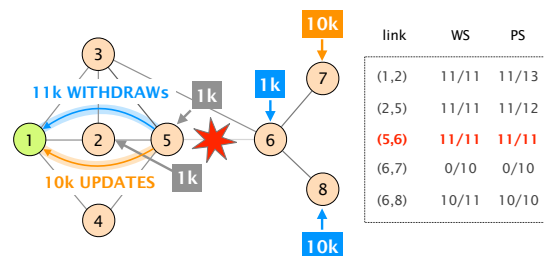 10k
link WS PS
3
7
(1,2) 11/11 11/13
11k WITHDRAWs
1k
1k
(2,5) 11/11 11/12
1
2
5
6
(5,6) 11/11 11/11
10k UPDATES
1k
(6,7) 0/10 0/10
8
4
10k
(6,8) 10/11 10/10